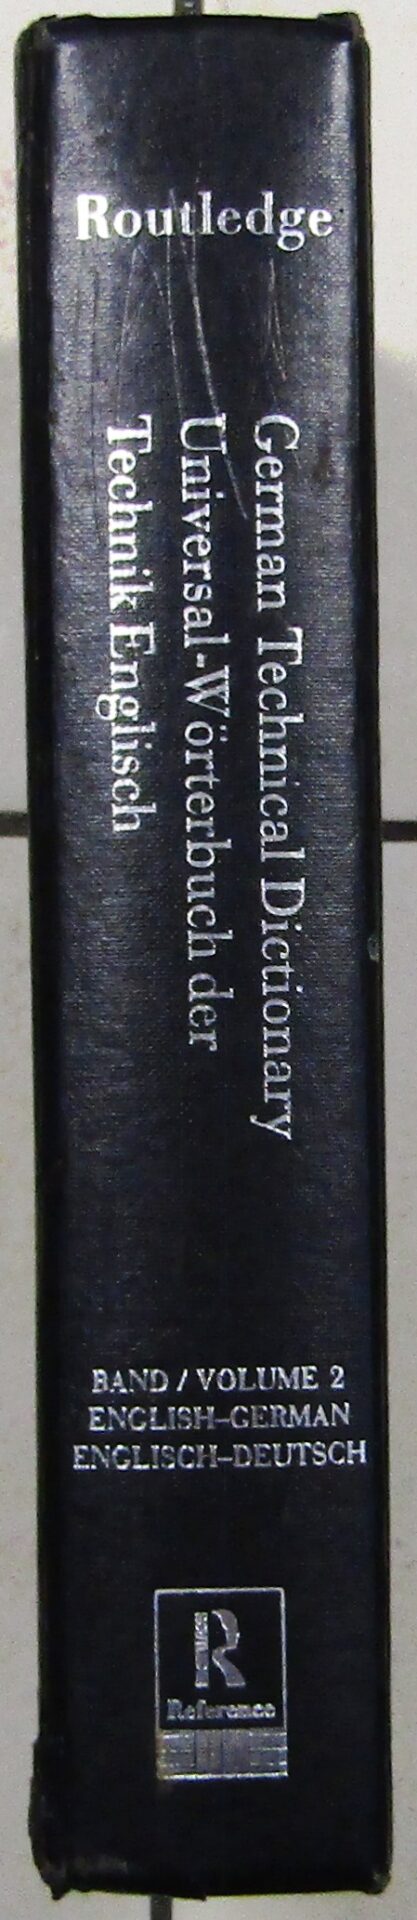 Routledge
German Technical Dictionary
Universal-Wörterbuch der
Technik Englisch
BAND / VOLUME 2
ENGLISH–GERMAN
ENGLISCH–DEUTSCH
R
Reference